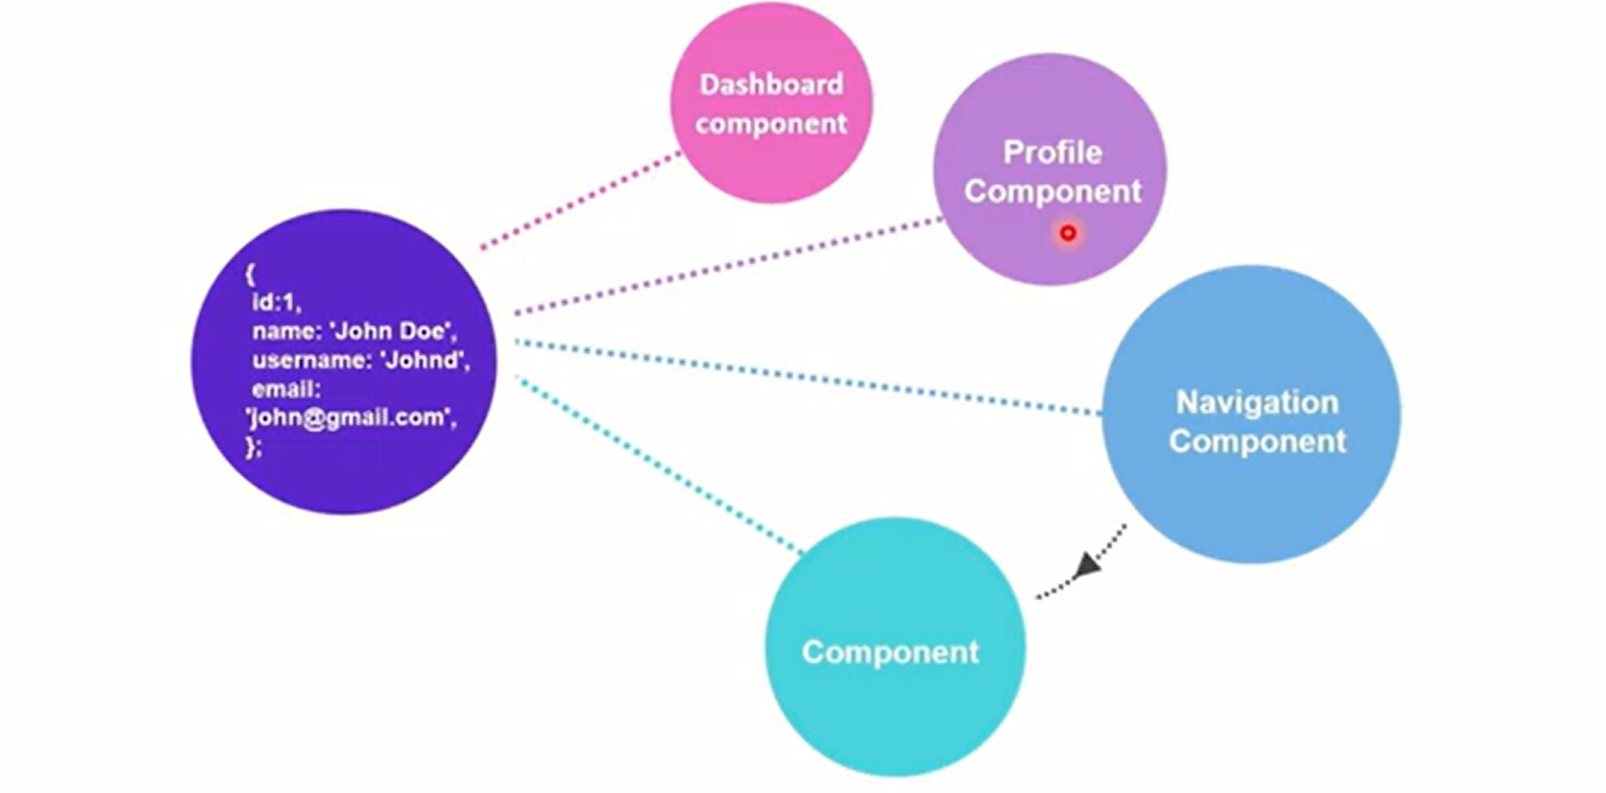 Dashboard
component
Profile
Component
{
id:1,
name: 'John Doe',
username: 'Johnd',
email:
'john@gmail.com',
};
Navigation
Component
Component